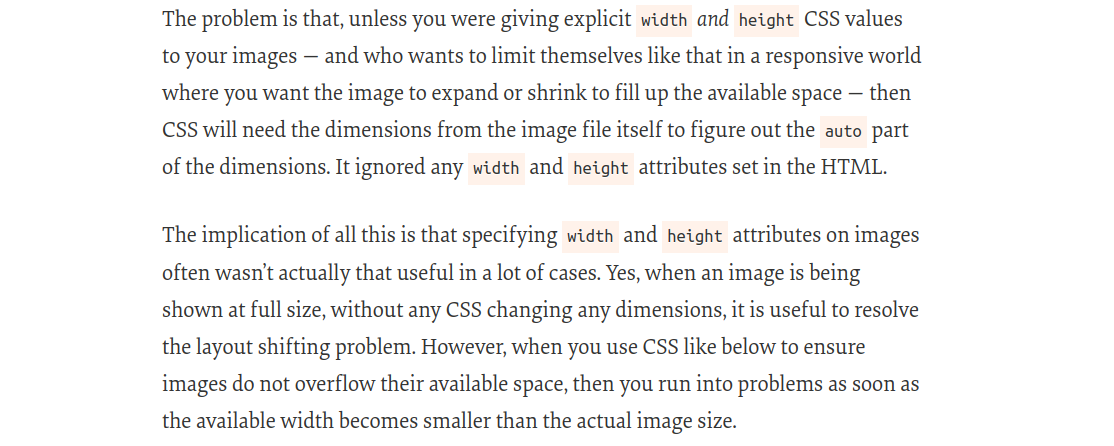 The problem is that, unless you were giving explicit width and height CSS values
to your images — and who wants to limit themselves like that in a responsive world
where you want the image to expand or shrink to fill up the available space — then
CSS will need the dimensions from the image file itself to figure out the auto part
of the dimensions. It ignored any width and height attributes set in the HTML.
The implication of all this is that specifying width and height attributes on images
often wasn’t actually that useful in a lot of cases. Yes, when an image is being
shown at full size, without any CSS changing any dimensions, it is useful to resolve
the layout shifting problem. However, when you use CSS like below to ensure
images do not overflow their available space, then you run into problems as soon as
the available width becomes smaller than the actual image size.